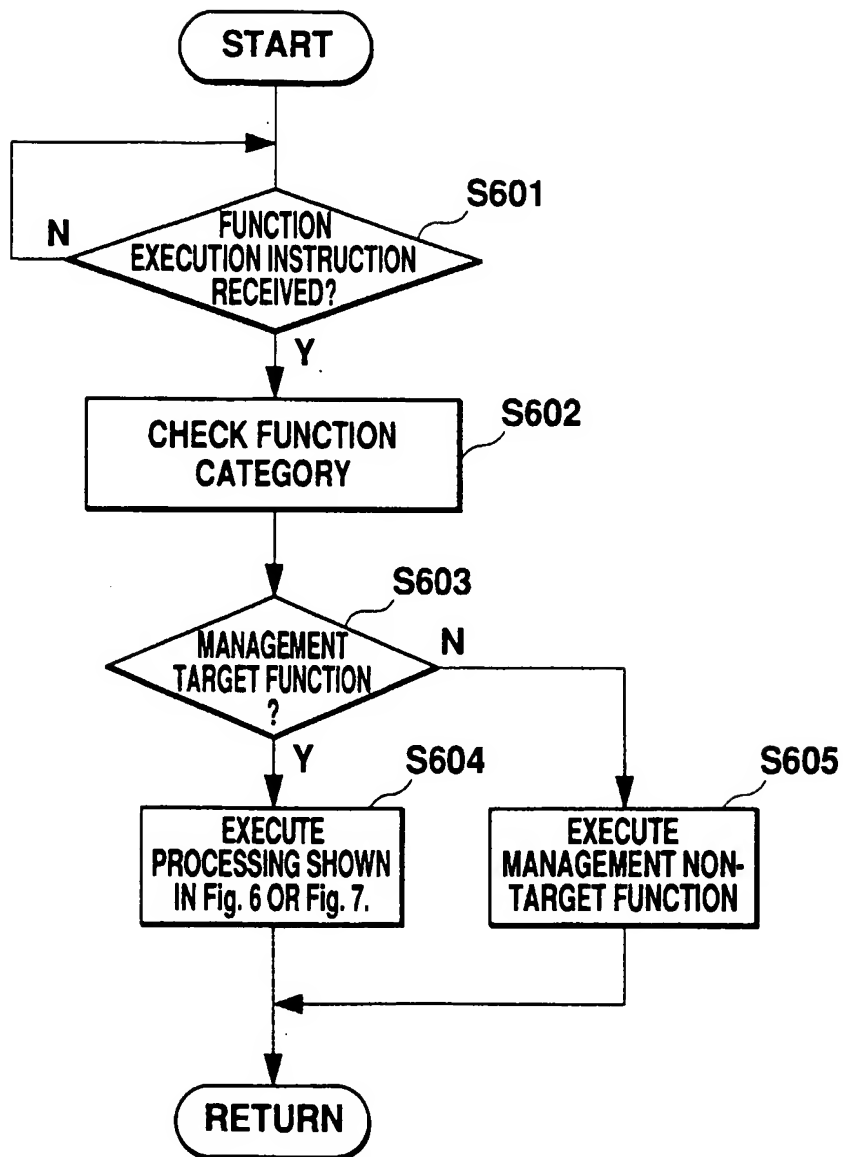 START
S601
N
FUNCTION
EXECUTION INSTRUCTION
RECEIVED?
Y
S602
CHECK FUNCTION
CATEGORY
S603
MANAGEMENT
TARGET FUNCTION
?
N
Y
S604
EXECUTE
PROCESSING SHOWN
IN Fig. 6 OR Fig. 7.
S605
EXECUTE
MANAGEMENT NON-
TARGET FUNCTION
RETURN